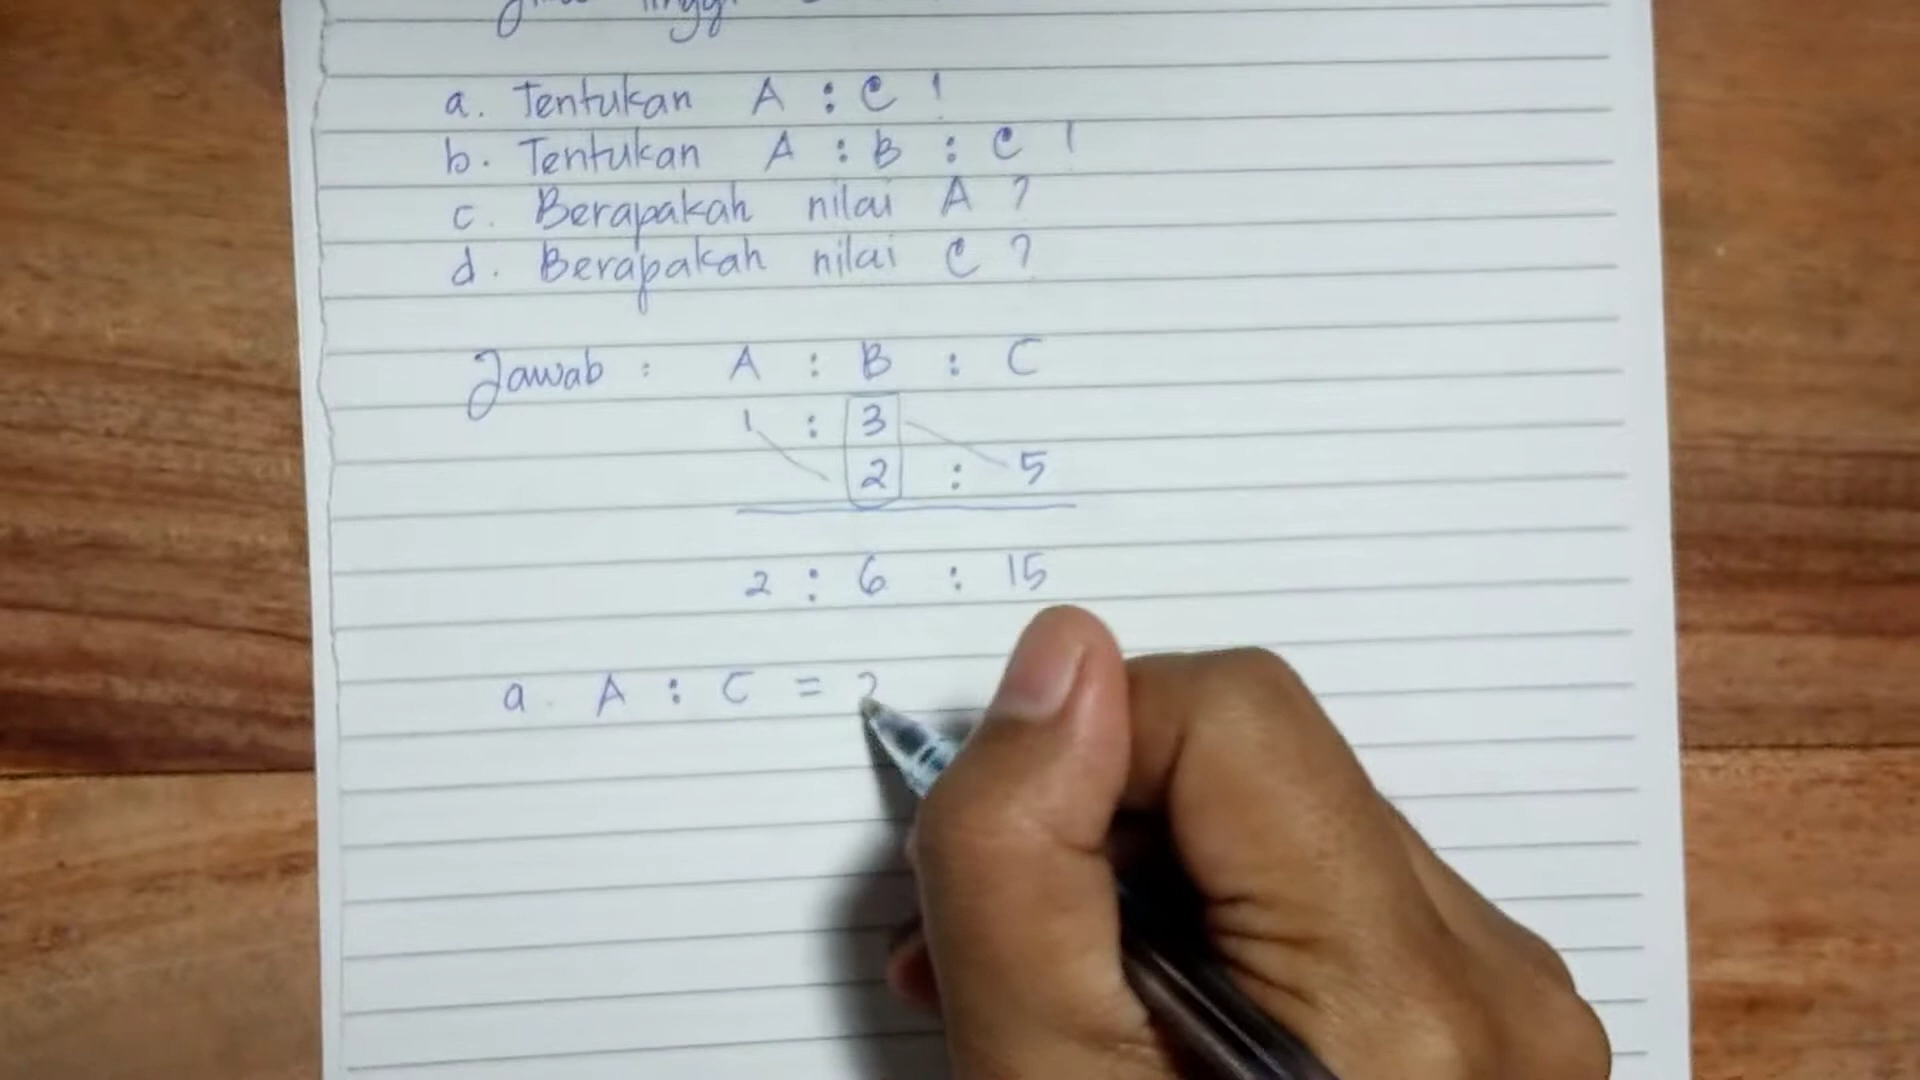 a. Tentukan A : C !
b. Tentukan A : B : C !
c. Berapakah nilai A ?
d. Berapakah nilai C ?
Jawab : A : B : C
1 : 3
2 : 5
2 : 6 : 15
a. A : C = 2